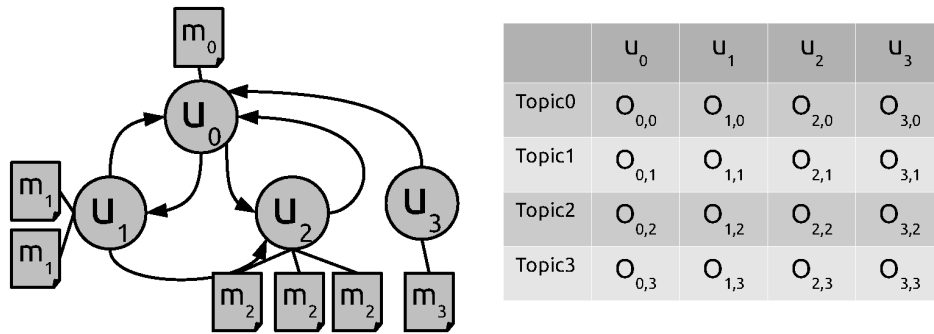 m₀
u₀
m₁
m₁
u₁
u₂
u₃
m₂ m₂ m₂ m₃
u₀ u₁ u₂ u₃
Topic0 O₀,₀ O₁,₀ O₂,₀ O₃,₀
Topic1 O₀,₁ O₁,₁ O₂,₁ O₃,₁
Topic2 O₀,₂ O₁,₂ O₂,₂ O₃,₂
Topic3 O₀,₃ O₁,₃ O₂,₃ O₃,₃